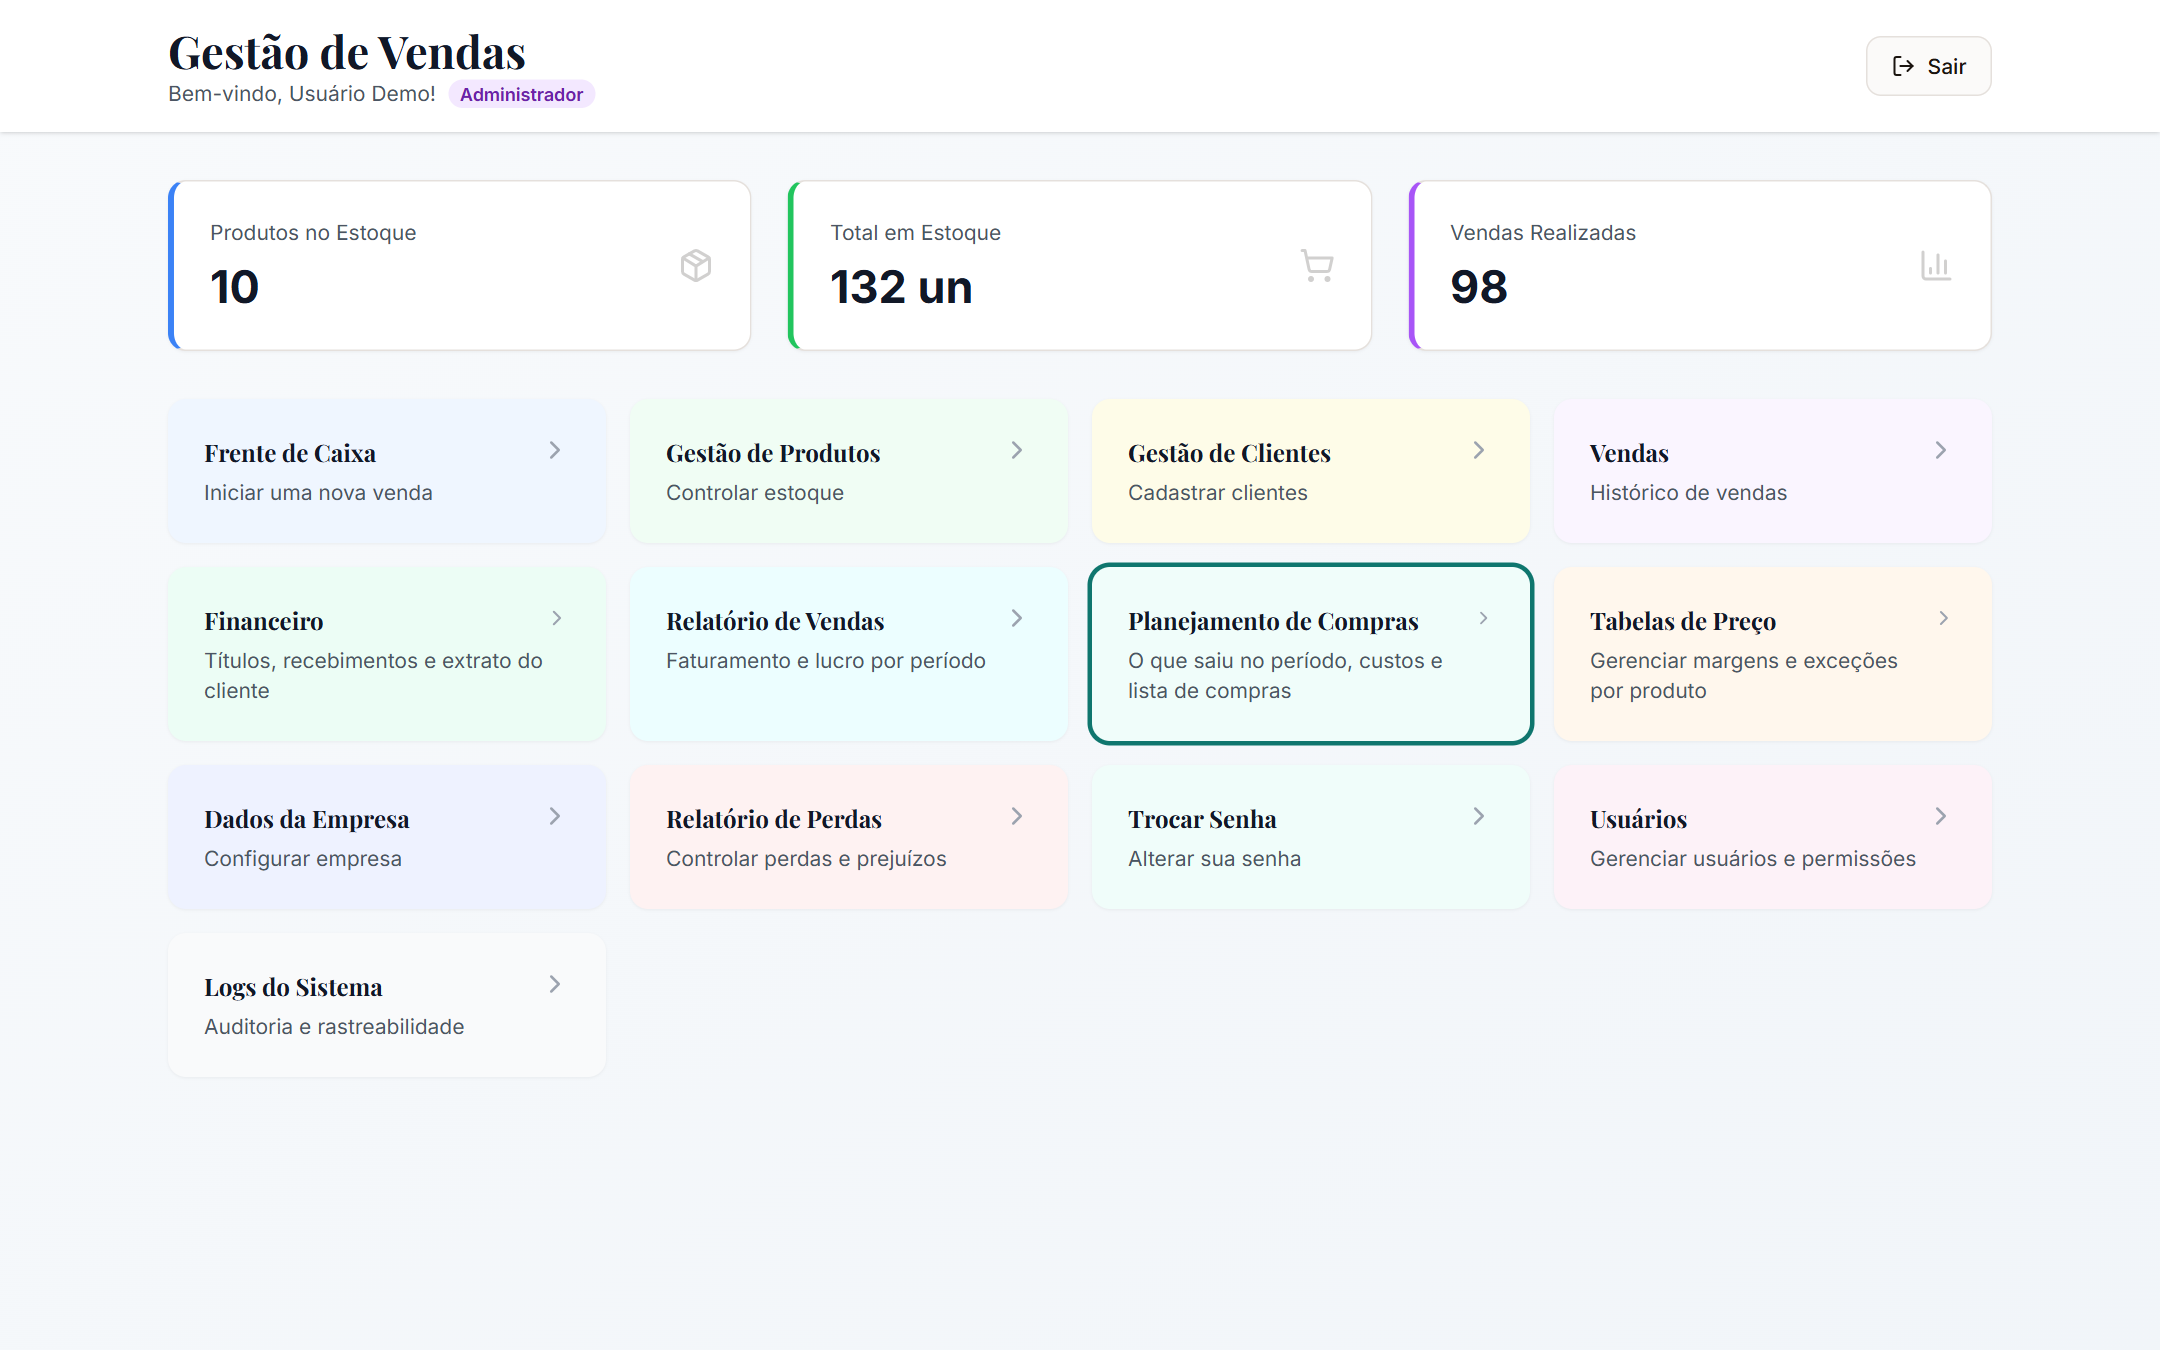 Gestão de Vendas
Bem-vindo, Usuário Demo! Administrador
Sair
Produtos no Estoque
10
Total em Estoque
132 un
Vendas Realizadas
98
Frente de Caixa
Iniciar uma nova venda
Gestão de Produtos
Controlar estoque
Gestão de Clientes
Cadastrar clientes
Vendas
Histórico de vendas
Financeiro
Títulos, recebimentos e extrato do
cliente
Relatório de Vendas
Faturamento e lucro por período
Planejamento de Compras
O que saiu no período, custos e
lista de compras
Tabelas de Preço
Gerenciar margens e exceções
por produto
Dados da Empresa
Configurar empresa
Relatório de Perdas
Controlar perdas e prejuízos
Trocar Senha
Alterar sua senha
Usuários
Gerenciar usuários e permissões
Logs do Sistema
Auditoria e rastreabilidade